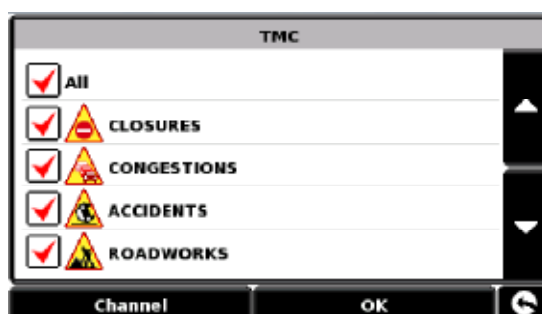 TMC
All
CLOSURES
CONGESTIONS
ACCIDENTS
ROADWORKS
Channel OK